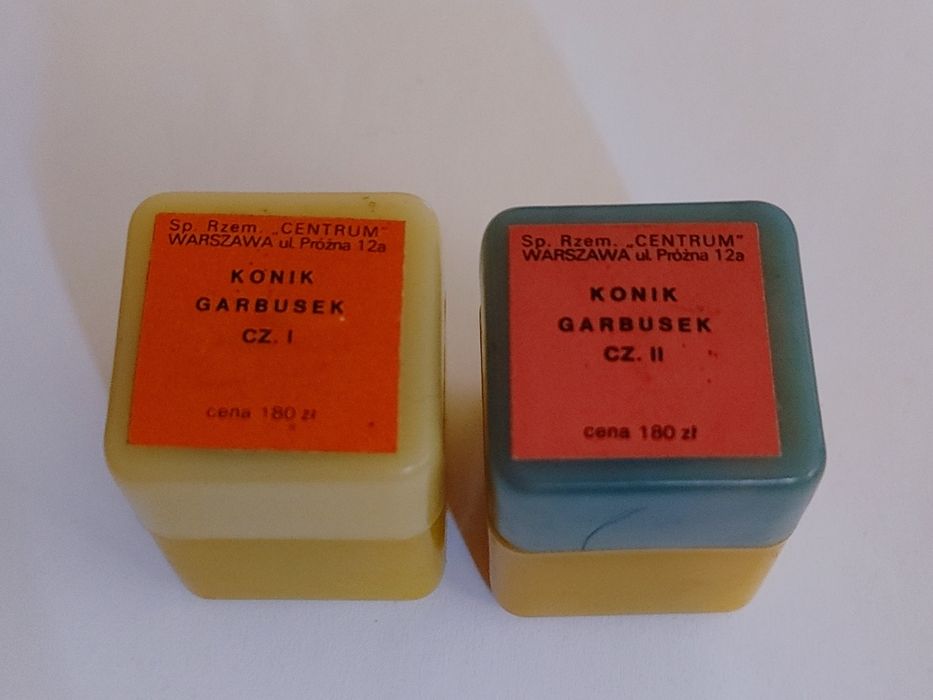 Sp. Rzem. „CENTRUM”
WARSZAWA ul. Próżna 12a
KONIK
GARBUSEK
CZ. I
cena 180 zł
Sp. Rzem. „CENTRUM”
WARSZAWA ul. Próżna 12a
KONIK
GARBUSEK
CZ. II
cena 180 zł